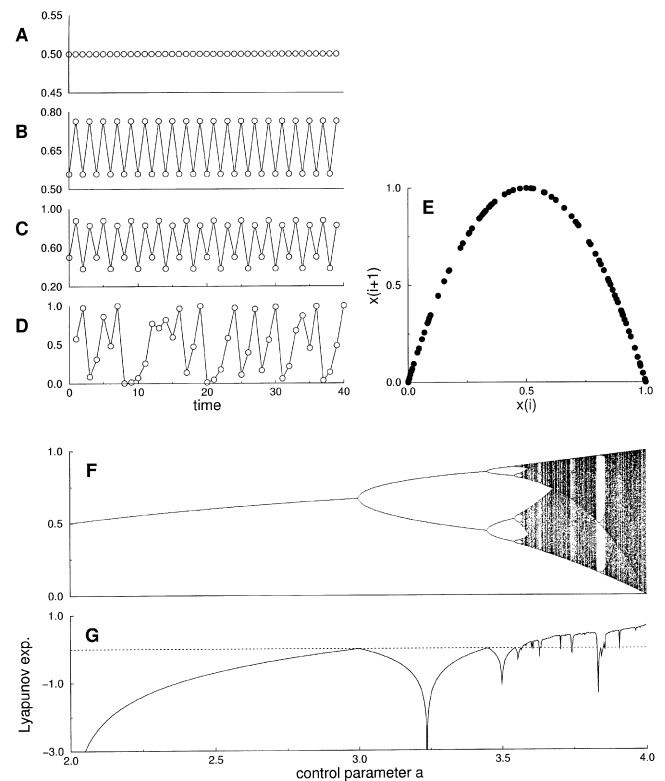 A
0.55
0.50
0.45
B
0.80
0.65
0.50
C
1.00
0.60
0.20
D
1.0
0.5
0.0
0 10 20 30 40
time
E
1.0
0.5
0.0
x(i+1)
0.0 0.5 1.0
x(i)
F
1.0
0.5
0.0
G
1.0
-1.0
-3.0
Lyapunov exp.
2.0 2.5 3.0 3.5 4.0
control parameter a